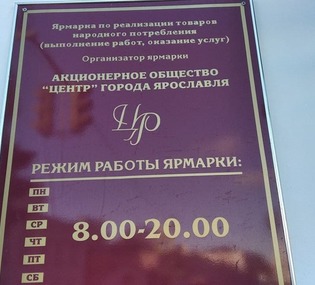 Ярмарка по реализации товаров
народного потребления
(выполнение работ, оказание услуг)
Организатор ярмарки
АКЦИОНЕРНОЕ ОБЩЕСТВО
“ЦЕНТР” ГОРОДА ЯРОСЛАВЛЯ
Цр
РЕЖИМ РАБОТЫ ЯРМАРКИ:
ПН
ВТ
СР
8.00-20.00
ЧТ
ПТ
СБ